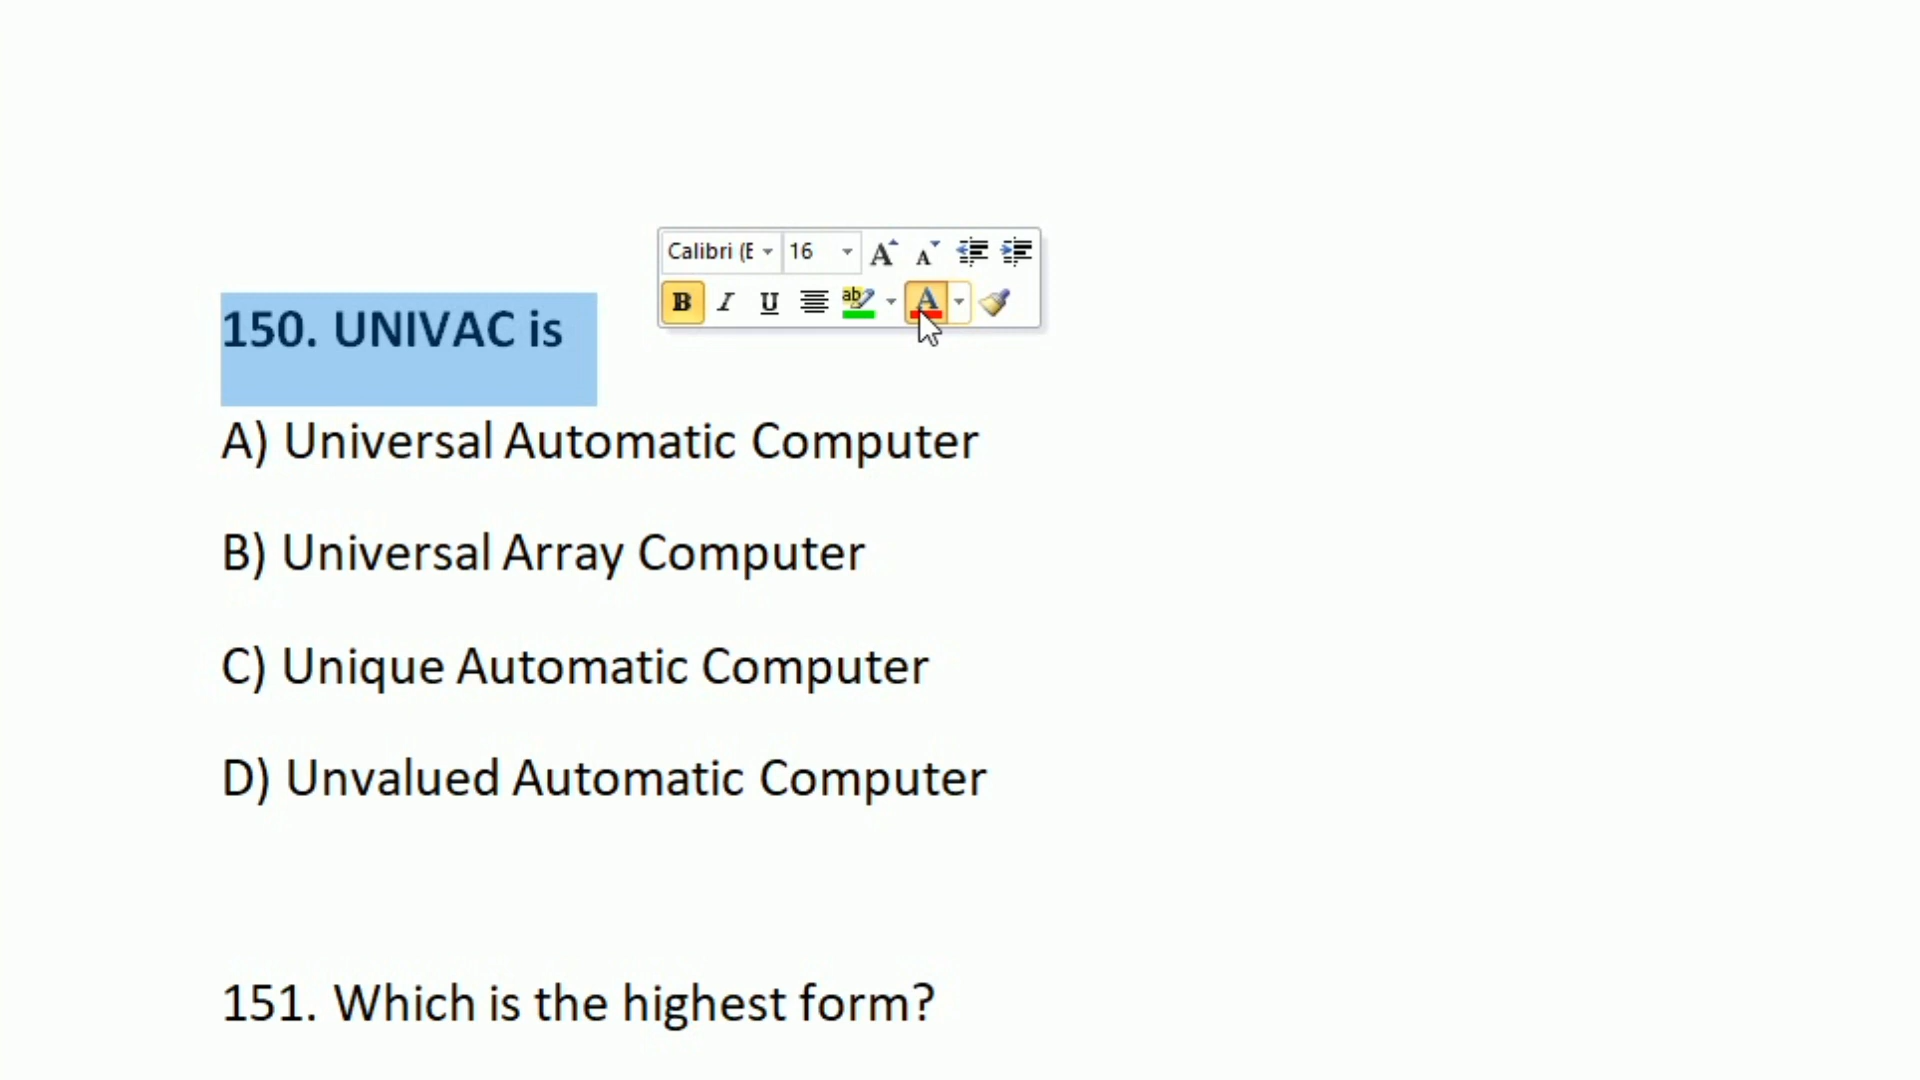 Calibri (E 16
B I U
150. UNIVAC is
A) Universal Automatic Computer
B) Universal Array Computer
C) Unique Automatic Computer
D) Unvalued Automatic Computer
151. Which is the highest form?